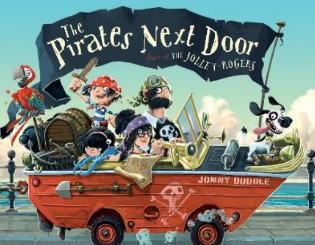 The
Pirates Next Door
Starring THE JOLLEY-ROGERS
JONNY DUDDLE